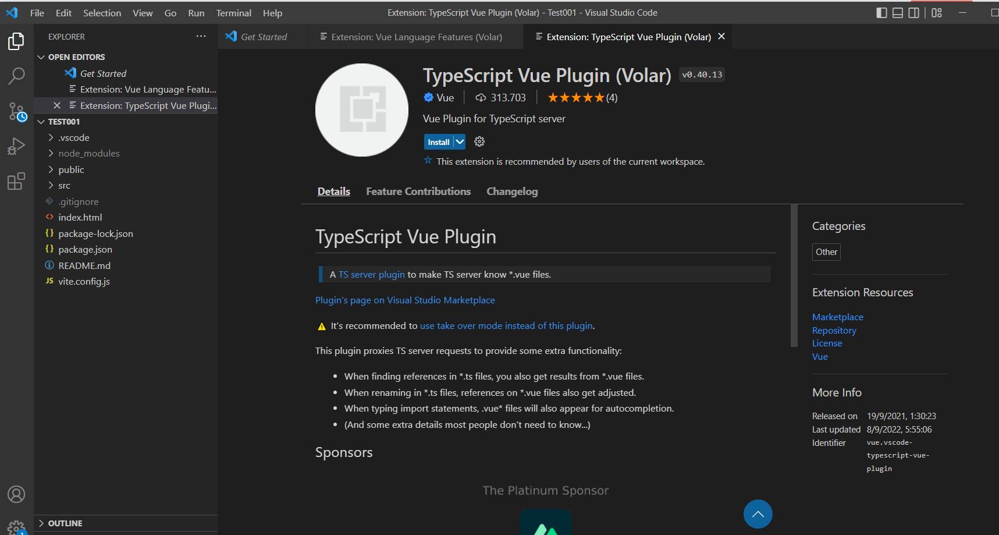 File Edit Selection View Go Run Terminal Help
Extension: TypeScript Vue Plugin (Volar) - Test001 - Visual Studio Code
EXPLORER
OPEN EDITORS
Get Started
Extension: Vue Language Featu...
Extension: TypeScript Vue Plugi...
TEST001
.vscode
node_modules
public
src
.gitignore
index.html
package-lock.json
package.json
README.md
JS vite.config.js
OUTLINE
1
Get Started
Extension: Vue Language Features (Volar)
Extension: TypeScript Vue Plugin (Volar)
TypeScript Vue Plugin (Volar) v0.40.13
Vue 313.703 (4)
Vue Plugin for TypeScript server
Install
This extension is recommended by users of the current workspace.
Details Feature Contributions Changelog
TypeScript Vue Plugin
A TS server plugin to make TS server know *.vue files.
Plugin's page on Visual Studio Marketplace
It's recommended to use take over mode instead of this plugin.
This plugin proxies TS server requests to provide some extra functionality:
• When finding references in *.ts files, you also get results from *.vue files.
• When renaming in *.ts files, references on *.vue files also get adjusted.
• When typing import statements, .vue* files will also appear for autocompletion.
• (And some extra details most people don't need to know...)
Sponsors
The Platinum Sponsor
Categories
Other
Extension Resources
Marketplace
Repository
License
Vue
More Info
Released on 19/9/2021, 1:30:23
Last updated 8/9/2022, 5:55:06
Identifier vue.vscode-
typescript-vue-
plugin